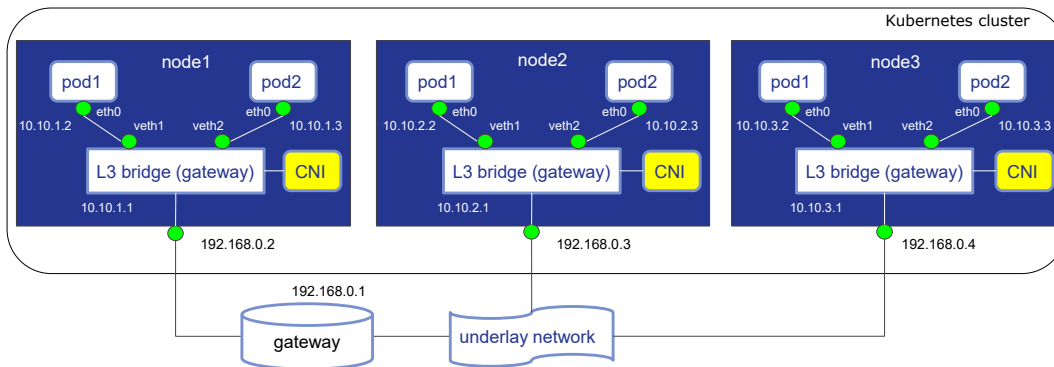 Kubernetes cluster
node1
pod1
pod2
eth0
eth0
10.10.1.2
veth1
veth2
10.10.1.3
L3 bridge (gateway)
CNI
10.10.1.1
192.168.0.2
node2
pod1
pod2
eth0
eth0
10.10.2.2
veth1
veth2
10.10.2.3
L3 bridge (gateway)
CNI
10.10.2.1
192.168.0.3
node3
pod1
pod2
eth0
eth0
10.10.3.2
veth1
veth2
10.10.3.3
L3 bridge (gateway)
CNI
10.10.3.1
192.168.0.4
192.168.0.1
gateway
underlay network